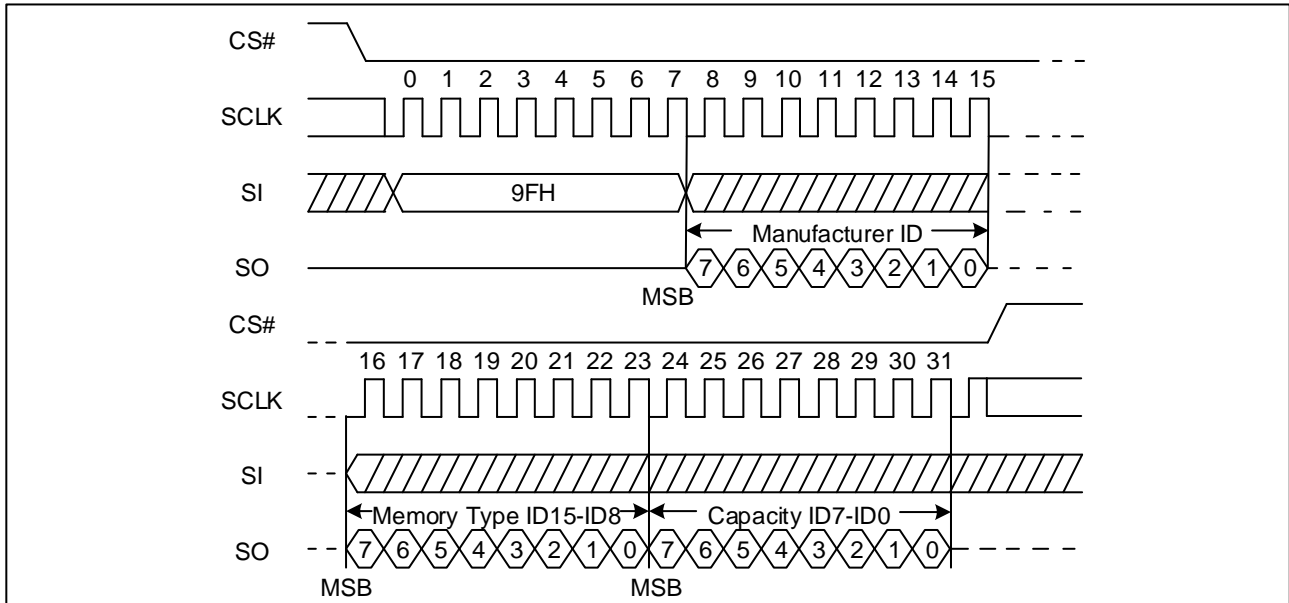 CS#
0 1 2 3 4 5 6 7 8 9 10 11 12 13 14 15
SCLK
SI 9FH
Manufacturer ID
SO 7 6 5 4 3 2 1 0
MSB
CS#
16 17 18 19 20 21 22 23 24 25 26 27 28 29 30 31
SCLK
SI
Memory Type ID15-ID8 Capacity ID7-ID0
SO 7 6 5 4 3 2 1 0 7 6 5 4 3 2 1 0
MSB MSB